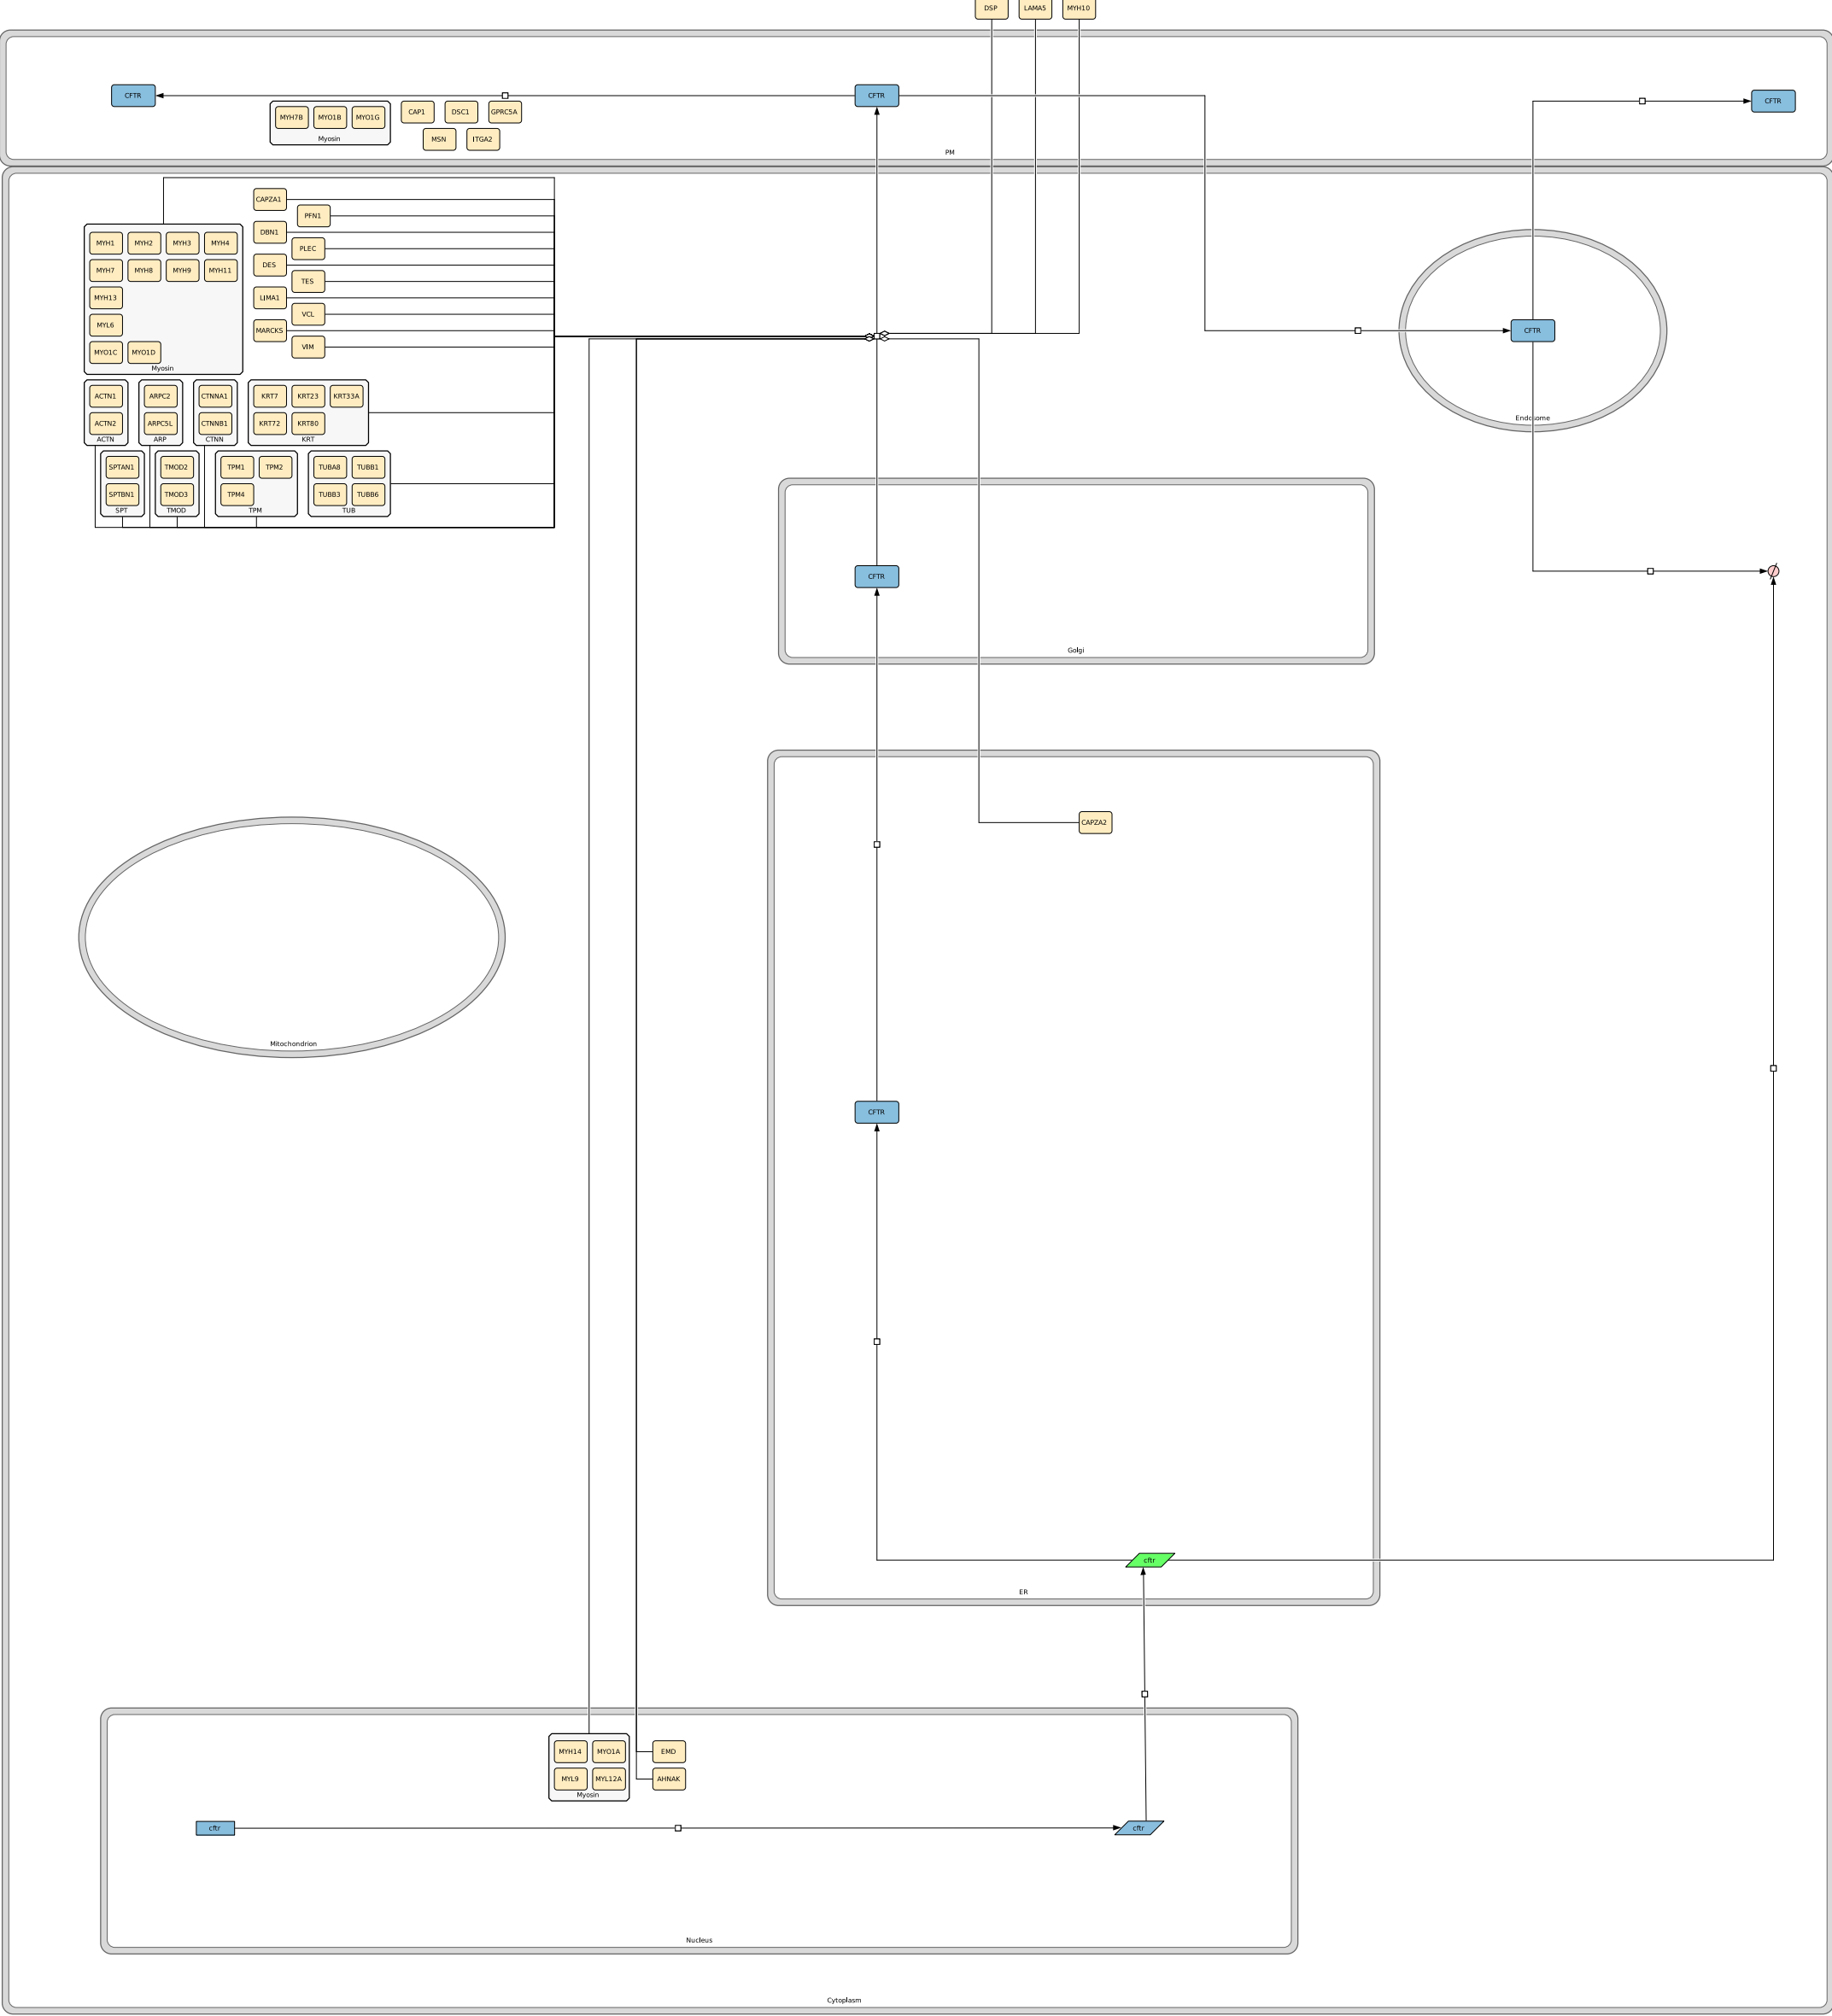 DSP LAMA5 MYH10
CFTR CFTR CFTR
MYH7B MYO1B MYO1G CAP1 DSC1 GPRC5A
Myosin MSN ITGA2
PM
CAPZA1
PFN1
DBN1
MYH1 MYH2 MYH3 MYH4 PLEC
DES
MYH7 MYH8 MYH9 MYH11 TES
MYH13 LIMA1
VCL
MYL6 MARCKS CFTR
MYO1C MYO1D VIM
Myosin
ACTN1 ARPC2 CTNNA1 KRT7 KRT23 KRT33A
ACTN2 ARPC5L CTNNB1 KRT72 KRT80 Endosome
ACTN ARP CTNN KRT
SPTAN1 TMOD2 TPM1 TPM2 TUBA8 TUBB1
SPTBN1 TMOD3 TPM4 TUBB3 TUBB6
SPT TMOD TPM TUB
CFTR
Golgi
CAPZA2
Mitochondrion
CFTR
cftr
ER
MYH14 MYO1A EMD
MYL9 MYL12A AHNAK
Myosin
cftr cftr
Nucleus
Cytoplasm